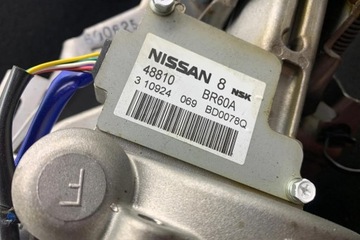 NISSAN 8 NSK
48810 BR60A
3 10924 069 BD0078Q
F